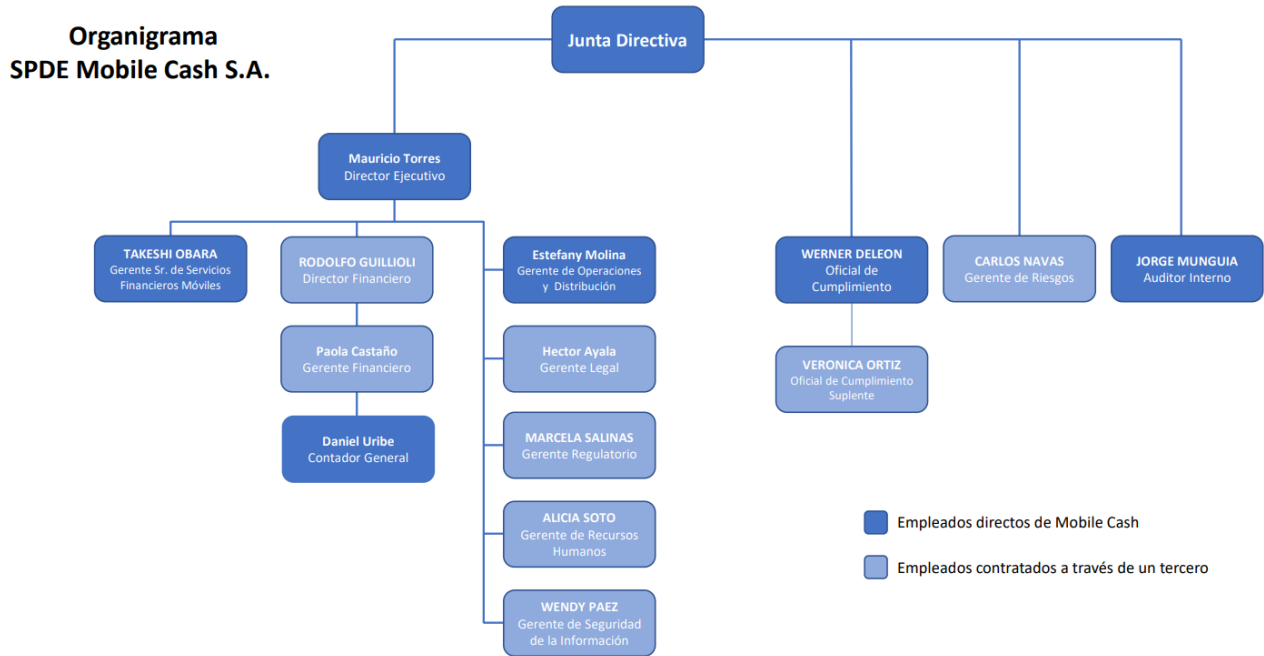 Organigrama
SPDE Mobile Cash S.A.
Junta Directiva
Mauricio Torres
Director Ejecutivo
TAKESHI OBARA
Gerente Sr. de Servicios
Financieros Móviles
RODOLFO GUILLIOLI
Director Financiero
Estefany Molina
Gerente de Operaciones
y Distribución
WERNER DELEON
Oficial de
Cumplimiento
CARLOS NAVAS
Gerente de Riesgos
JORGE MUNGUIA
Auditor Interno
Paola Castaño
Gerente Financiero
Hector Ayala
Gerente Legal
VERONICA ORTIZ
Oficial de Cumplimiento
Suplente
Daniel Uribe
Contador General
MARCELA SALINAS
Gerente Regulatorio
ALICIA SOTO
Gerente de Recursos
Humanos
WENDY PAEZ
Gerente de Seguridad
de la Información
Empleados directos de Mobile Cash
Empleados contratados a través de un tercero